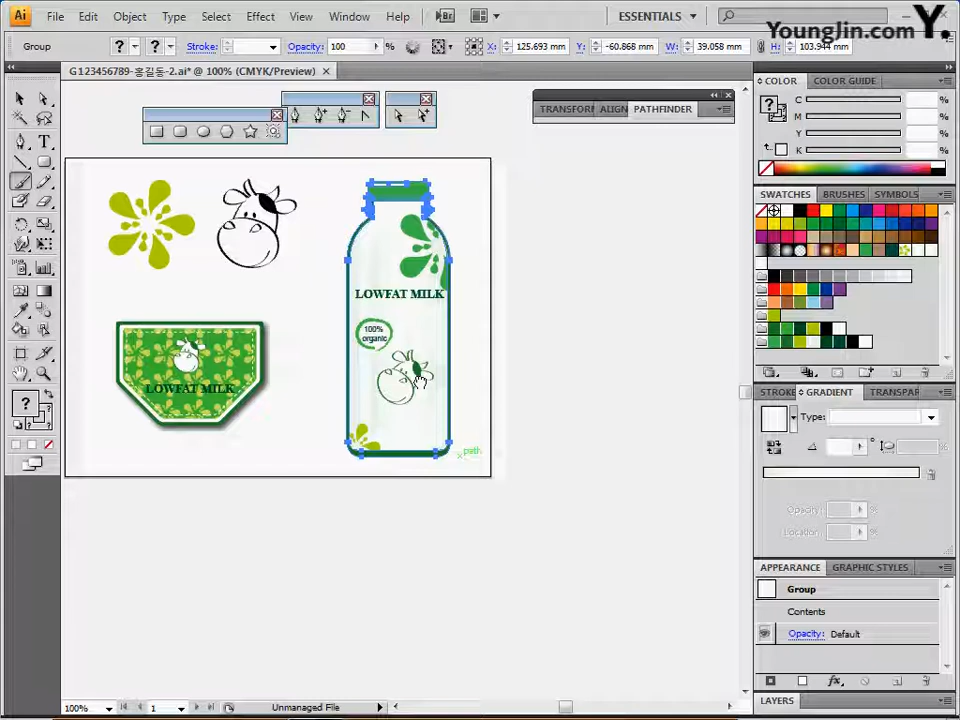 Ai File Edit Object Type Select Effect View Window Help Br ESSENTIALS
YoungJin.com Y.
Group ? ? Stroke: Opacity: 100 % X: 125.693 mm Y: -60.868 mm W: 39.058 mm H: 103.944 mm
G123456789-홍길동-2.ai* @ 100% (CMYK/Preview)
COLOR COLOR GUIDE
TRANSFORM ALIGN PATHFINDER
C %
M %
Y %
K %
SWATCHES BRUSHES SYMBOLS
LOWFAT MILK
100%
organic
LOWFAT MILK
path
STROKE GRADIENT TRANSPAR
Type:
Opacity: %
Location: %
APPEARANCE GRAPHIC STYLES
Group
Contents
Opacity: Default
LAYERS
100% 1 Unmanaged File